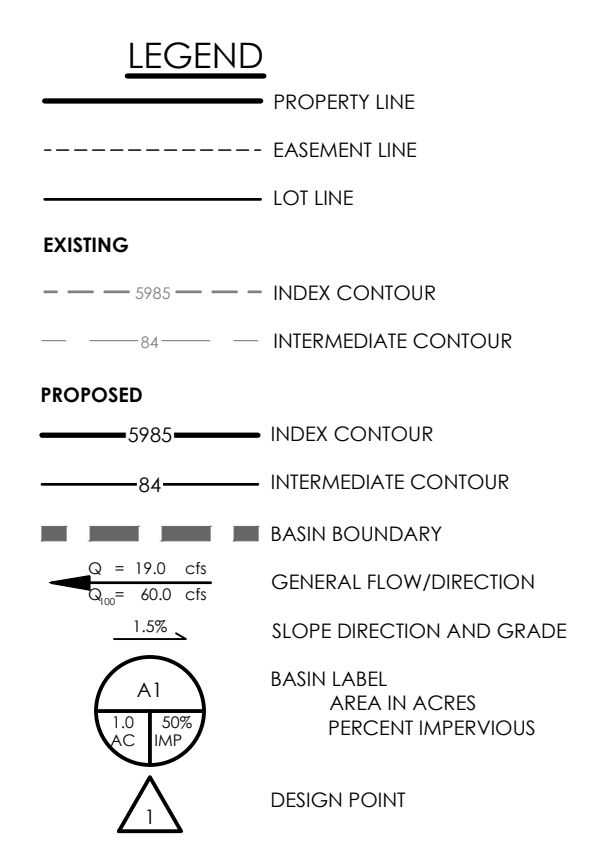 LEGEND
PROPERTY LINE
EASEMENT LINE
LOT LINE
EXISTING
5985 INDEX CONTOUR
84 INTERMEDIATE CONTOUR
PROPOSED
5985 INDEX CONTOUR
84 INTERMEDIATE CONTOUR
BASIN BOUNDARY
Q = 19.0 cfs
Q100= 60.0 cfs
GENERAL FLOW/DIRECTION
1.5% SLOPE DIRECTION AND GRADE
A1
1.0 50%
AC IMP
BASIN LABEL
AREA IN ACRES
PERCENT IMPERVIOUS
1 DESIGN POINT